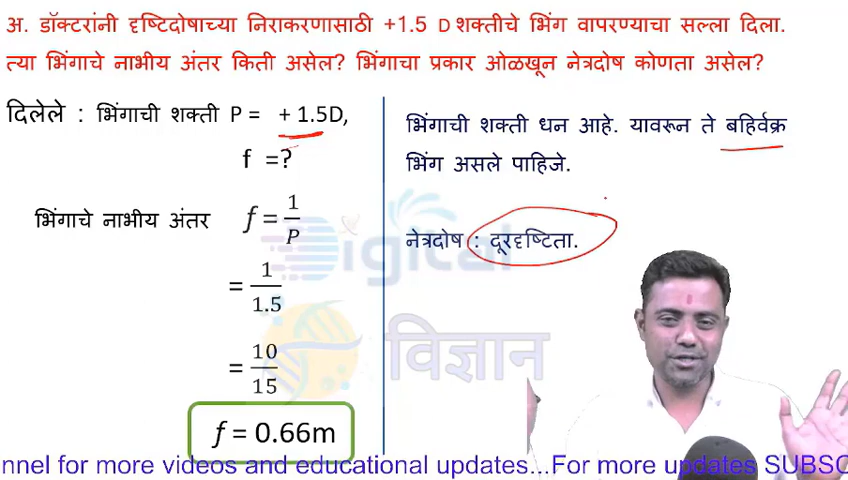 अ. डॉक्टरांनी दृष्टिदोषाच्या निराकरणासाठी +1.5 D शक्तीचे भिंग वापरण्याचा सल्ला दिला.
त्या भिंगाचे नाभीय अंतर किती असेल? भिंगाचा प्रकार ओळखून नेत्रदोष कोणता असेल?
दिलेले : भिंगाची शक्ती P = + 1.5D,
f =?
भिंगाचे नाभीय अंतर f = 1/P
= 1/1.5
= 10/15
f = 0.66m
भिंगाची शक्ती धन आहे. यावरून ते बहिर्वक्र
भिंग असले पाहिजे.
नेत्रदोष : दूरदृष्टिता.
Digital
विज्ञान
nnel for more videos and educational updates...For more updates SUBSC